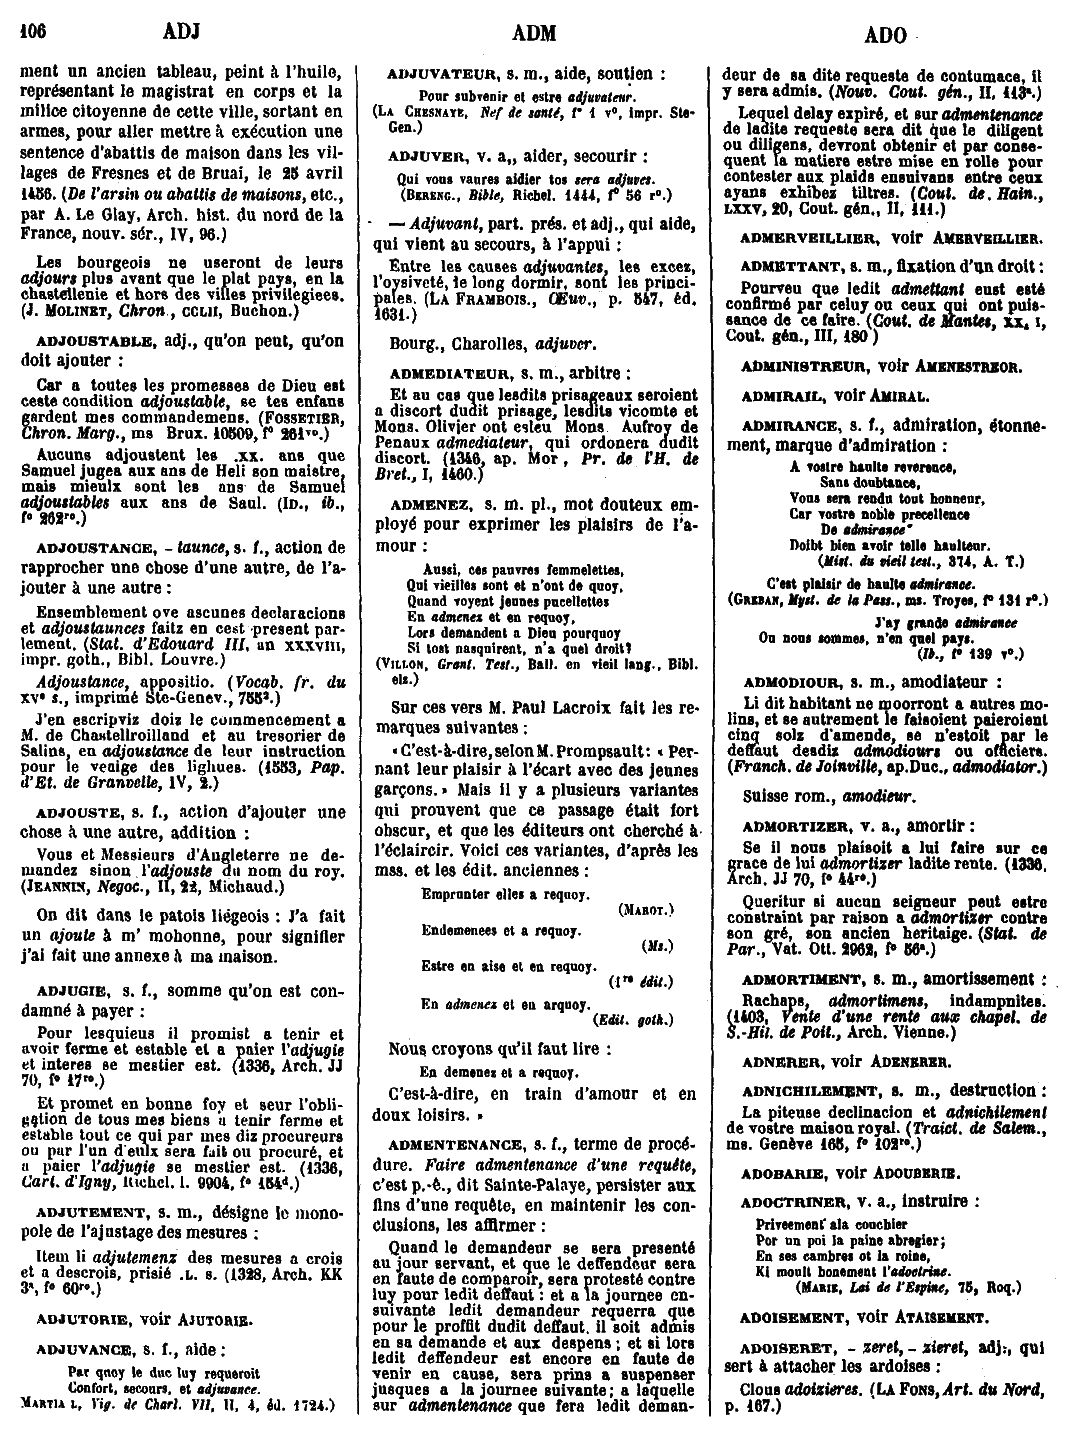 106 ADJ ADM ADO
ment un ancien tableau, peint à l'huile,
représentant le magistrat en corps et la
milice citoyenne de cette ville, sortant en
armes, pour aller mettre à exécution une
sentence d'abattis de maison dans les vil-
lages de Fresnes et de Bruai, le 25 avril
1456. (De l'arsin ou abattis de maisons, etc.,
par A. Le Glay, Arch. hist. du nord de la
France, nouv. sér., IV, 96.)
Les bourgeois ne useront de leurs
adjours plus avant que le plat pays, en la
chastellenie et hors des villes privilegiees.
(J. MOLINET, Chron., CCLII, Buchon.)
ADJOUSTABLE, adj., qu'on peut, qu'on
doit ajouter :
Car a toutes les promesses de Dieu est
ceste condition adjoustable, se tes enfans
gardent mes commandemens. (FOSSETIER,
Chron. Marg., ms Brux. 10509, f° 261ro.)
Aucuns adjoustent les .xx. ans que
Samuel jugea aux ans de Heli son maistre,
mais mieulx sont les ans de Samuel
adjoustables aux ans de Saul. (ID., ib.,
f° 262ro.)
ADJOUSTANCE, - taunce, s. f., action de
rapprocher une chose d'une autre, de l'a-
jouter à une autre :
Ensemblement ove ascunes declaracions
et adjoustaunces faitz en cest present par-
lement. (Stat. d'Edouard III, an XXXVIII,
impr. goth., Bibl. Louvre.)
Adjoustance, appositio. (Vocab. fr. du
XVe s., imprimé Ste-Genev., 755².)
J'en escripviz doiz le commencement a
M. de Chastellroilland et au tresorier de
Salins, en adjoustance de leur instruction
pour le venige des lighues. (1553, Pap.
d'Et. de Granvelle, IV, 2.)
ADJOUSTE, s. f., action d'ajouter une
chose à une autre, addition :
Vous et Messieurs d'Angleterre ne de-
mandez sinon l'adjouste du nom du roy.
(JEANNIN, Negoc., II, 22, Michaud.)
On dit dans le patois liégeois : J'a fait
un ajoute à m' mohonne, pour signifier
j'ai fait une annexe à ma maison.
ADJUGIE, s. f., somme qu'on est con-
damné à payer :
Pour lesquieus il promist a tenir et
avoir ferme et estable et a paier l'adjugie
et interes se mestier est. (1336, Arch. JJ
70, f° 17ro.)
Et promet en bonne foy et seur l'obli-
gation de tous mes biens a tenir ferme et
estable tout ce qui par mes diz procureurs
ou par l'un d'eulx sera fait ou procuré, et
a paier l'adjugie se mestier est. (1336,
Cart. d'Igny, Richel. l. 9904, f° 154d.)
ADJUTEMENT, s. m., désigne le mono-
pole de l'ajustage des mesures :
Item li adjutemenz des mesures a crois
et a descrois, prisié .L. s. (1328, Arch. KK
3ᴬ, f° 60ro.)
ADJUTORIE, voir AJUTORIE.
ADJUVANCE, s. f., aide :
Par quoy le duc luy requeroit
Confort, secours, et adjuvance.
MARTIAL, Vig. de Charl. VII, II, 4, éd. 1724.)
ADJUVATEUR, s. m., aide, soutien :
Pour subvenir et estre adjuvateur.
(LA CHESNAYE, Nef de santé, f° 1 v°, impr. Ste-
Gen.)
ADJUVER, v. a., aider, secourir :
Qui vous vaures aidier tos sera adjuves.
(BERENG., Bible, Richel. 1444, f° 56 r°.)
— Adjuvant, part. prés. et adj., qui aide,
qui vient au secours, à l'appui :
Entre les causes adjuvantes, les excez,
l'oysiveté, le long dormir, sont les princi-
pales. (LA FRAMBOIS., Œuv., p. 547, éd.
1631.)
Bourg., Charolles, adjuver.
ADMEDIATEUR, s. m., arbitre :
Et au cas que lesdits prisageaux seroient
a discort dudit prisage, lesdits vicomte et
Mons. Olivier ont esleu Mons. Aufroy de
Penaux admediateur, qui ordonera dudit
discort. (1346, ap. Mor, Pr. de l'H. de
Bret., I, 1460.)
ADMENEZ, s. m. pl., mot douteux em-
ployé pour exprimer les plaisirs de l'a-
mour :
Aussi, ces pauvres femmelettes,
Qui vieilles sont et n'ont de quoy,
Quand voyent jeunes pucellettes
En admenez et en requoy,
Lors demandent a Dieu pourquoy
Si tost nasquirent, n'a quel droit?
(VILLON, Grant. Test., Ball. en vieil lang., Bibl.
els.)
Sur ces vers M. Paul Lacroix fait les re-
marques suivantes :
« C'est-à-dire, selon M. Prompsault : « Per-
nant leur plaisir à l'écart avec des jeunes
garçons. » Mais il y a plusieurs variantes
qui prouvent que ce passage était fort
obscur, et que les éditeurs ont cherché à
l'éclaircir. Voici ces variantes, d'après les
mss. et les édit. anciennes :
Emprunter elles a requoy.
(MAROT.)
Endemenees et a requoy.
(Ms.)
Estre en aise et en requoy.
(1re édit.)
En admenez et en arquoy.
(Edit. goth.)
Nous croyons qu'il faut lire :
En demenez et a requoy.
C'est-à-dire, en train d'amour et en
doux loisirs. »
ADMENTENANCE, s. f., terme de procé-
dure. Faire admentenance d'une requête,
c'est p.-ê., dit Sainte-Palaye, persister aux
fins d'une requête, en maintenir les con-
clusions, les affirmer :
Quand le demandeur se sera presenté
au jour servant, et que le deffendeur sera
en faute de comparoir, sera protesté contre
luy pour ledit deffaut : et a la journee en-
suivante ledit demandeur requerra que
pour le proffit dudit deffaut, il soit admis
en sa demande et aux despens ; et si lors
ledit deffendeur est encore en faute de
venir en cause, sera prins a suspenser
jusques a la journee suivante ; a laquelle
sur admentenance que fera ledit deman-
deur de sa dite requeste de contumace, il
y sera admis. (Nouv. Cout. gén., II, 113ᵃ.)
Lequel delay expiré, et sur admentenance
de ladite requeste sera dit que le diligent
ou diligens, devront obtenir et par conse-
quent la matiere estre mise en rolle pour
contester aux plaids ensuivans entre ceux
ayans exhibez tiltres. (Cout. de Hain.,
LXXV, 20, Cout. gén., II, 111.)
ADMERVEILLIER, voir AMERVEILLIER.
ADMETTANT, s. m., fixation d'un droit :
Pourveu que ledit admettant eust esté
confirmé par celuy ou ceux qui ont puis-
sance de ce faire. (Cout. de Mantes, XX, I,
Cout. gén., III, 180)
ADMINISTREUR, voir AMENESTREOR.
ADMIRAIL, voir AMIRAL.
ADMIRANCE, s. f., admiration, étonne-
ment, marque d'admiration :
A vostre haulte reverence,
Sans doubtance,
Vous sera rendu tout honneur,
Car vostre noble precellence
De admirance
Doibt bien avoir telle haulteur.
(Mist. du vieil test., 374, A. T.)
C'est plaisir de haulte admirance.
(GREBAN, Myst. de la Pass., ms. Troyes, f° 131 r°.)
J'ay grande admirance
Ou nous sommes, n'en quel pays.
(Ib., f° 139 v°.)
ADMODIOUR, s. m., amodiateur :
Li dit habitant ne moorront a autres mo-
lins, et se autrement le faisoient paieroient
cinq solz d'amende, se n'estoit par le
deffaut desdiz admodiours ou officiers.
(Franch. de Joinville, ap. Duc., admodiator.)
Suisse rom., amodieur.
ADMORTIZER, v. a., amortir :
Se il nous plaisoit a lui faire sur ce
grace de lui admortizer ladite rente. (1336,
Arch. JJ 70, f° 44ro.)
Queritur si aucun seigneur peut estre
constraint par raison a admortizer contre
son gré, son ancien heritaige. (Stat. de
Par., Vat. Ott. 2962, f° 56ᵃ.)
ADMORTIMENT, s. m., amortissement :
Rachaps, admortimens, indampnites.
(1403, Vente d'une rente aux chapel. de
S.-Hil. de Poit., Arch. Vienne.)
ADNERER, voir ADENERER.
ADNICHILEMENT, s. m., destruction :
La piteuse declinacion et adnichilement
de vostre maison royal. (Traict. de Salem.,
ms. Genève 165, f° 102ro.)
ADOBARIE, voir ADOUBERIE.
ADOCTRINER, v. a., instruire :
Priveement ala couchier
Por un poi la paine abregier;
En ses cambres ot la roine,
Ki moult bonement l'adoctrine.
(MARIE, Lai de l'Espine, 75, Roq.)
ADOISEMENT, voir ATAISEMENT.
ADOISERET, - zeret, - zieret, adj., qui
sert à attacher les ardoises :
Clous adoizieres. (LA FONS, Art. du Nord,
p. 167.)